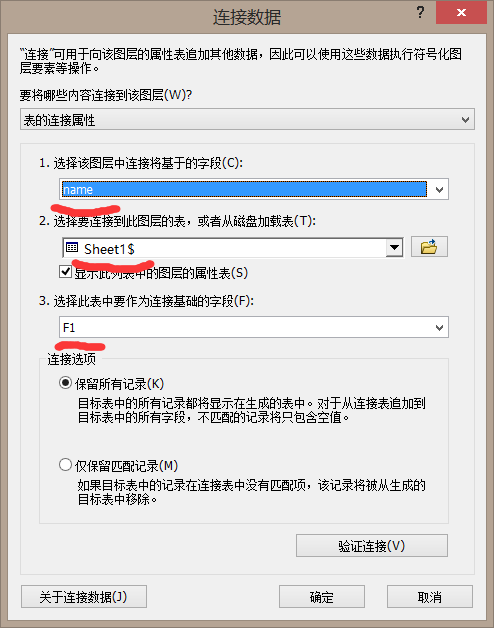 连接数据
?
“连接”可用于向该图层的属性表追加其他数据，因此可以使用这些数据执行符号化图
层要素等操作。
要将哪些内容连接到该图层(W)?
表的连接属性
1. 选择该图层中连接将基于的字段(C):
name
2. 选择要连接到此图层的表，或者从磁盘加载表(T):
Sheet1$
显示此列表中的图层的属性表(S)
3. 选择此表中要作为连接基础的字段(F):
F1
连接选项
保留所有记录(K)
目标表中的所有记录都将显示在生成的表中。对于从连接表追加到
目标表中的所有字段，不匹配的记录将只包含空值。
仅保留匹配记录(M)
如果目标表中的记录在连接表中没有匹配项，该记录将被从生成的
目标表中移除。
验证连接(V)
关于连接数据(J)
确定
取消